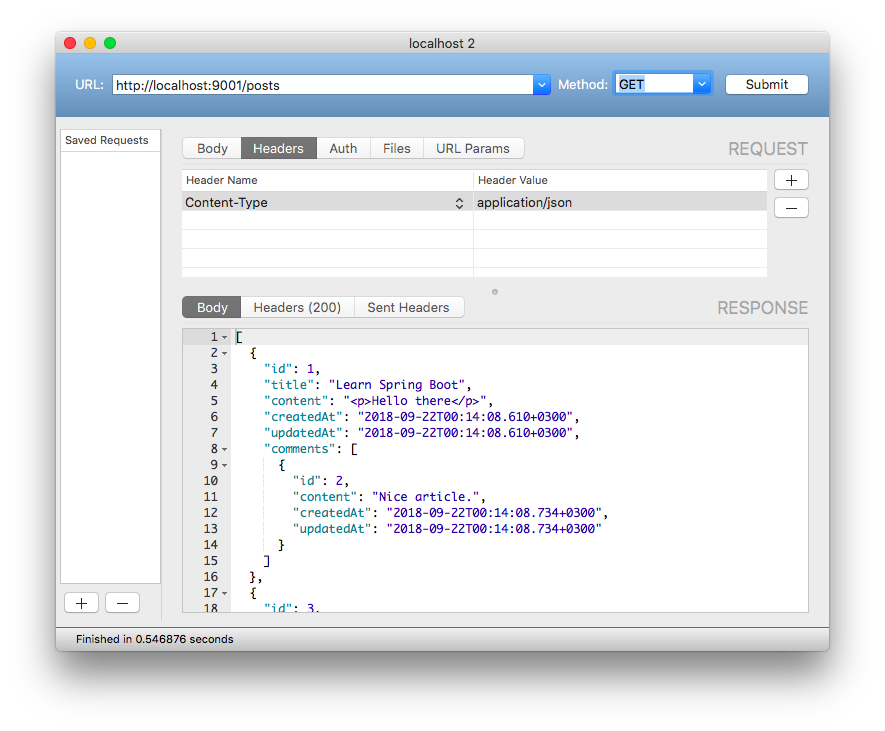 localhost 2
URL: http://localhost:9001/posts Method: GET Submit
Saved Requests
Body Headers Auth Files URL Params REQUEST
Header Name Header Value
Content-Type application/json
Body Headers (200) Sent Headers RESPONSE
1 [
2 {
3 "id": 1,
4 "title": "Learn Spring Boot",
5 "content": "<p>Hello there</p>",
6 "createdAt": "2018-09-22T00:14:08.610+0300",
7 "updatedAt": "2018-09-22T00:14:08.610+0300",
8 "comments": [
9 {
10 "id": 2,
11 "content": "Nice article.",
12 "createdAt": "2018-09-22T00:14:08.734+0300",
13 "updatedAt": "2018-09-22T00:14:08.734+0300"
14 }
15 ]
16 },
17 {
18 "id": 3,
Finished in 0.546876 seconds